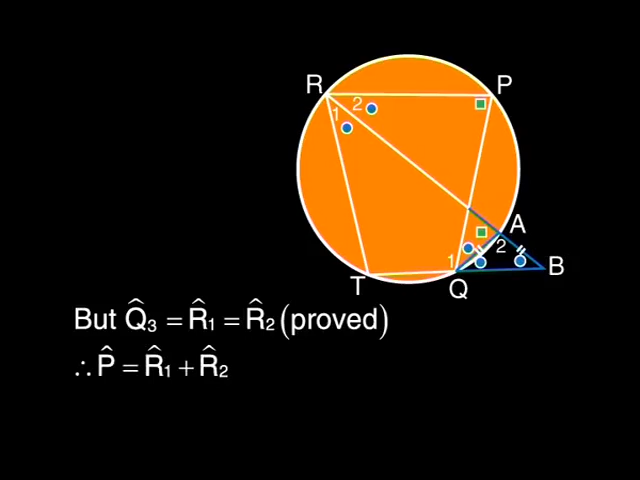 R
P
2
1
A
2
1
B
T
Q
But Q̂₃ = R̂₁ = R̂₂ (proved)
∴ P̂ = R̂₁ + R̂₂